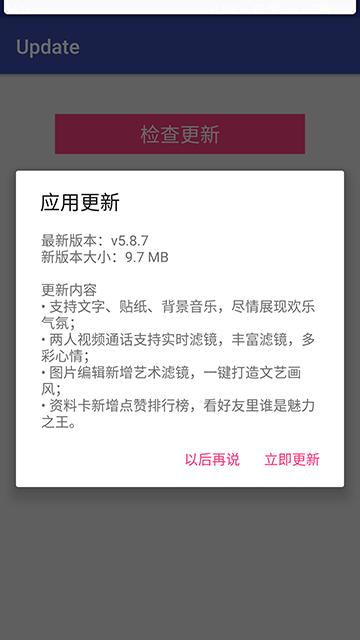 Update
检查更新
应用更新
最新版本：v5.8.7
新版本大小：9.7 MB
更新内容
• 支持文字、贴纸、背景音乐，尽情展现欢乐
气氛；
• 两人视频通话支持实时滤镜，丰富滤镜，多
彩心情；
• 图片编辑新增艺术滤镜，一键打造文艺画
风；
• 资料卡新增点赞排行榜，看好友里谁是魅力
之王。
以后再说 立即更新